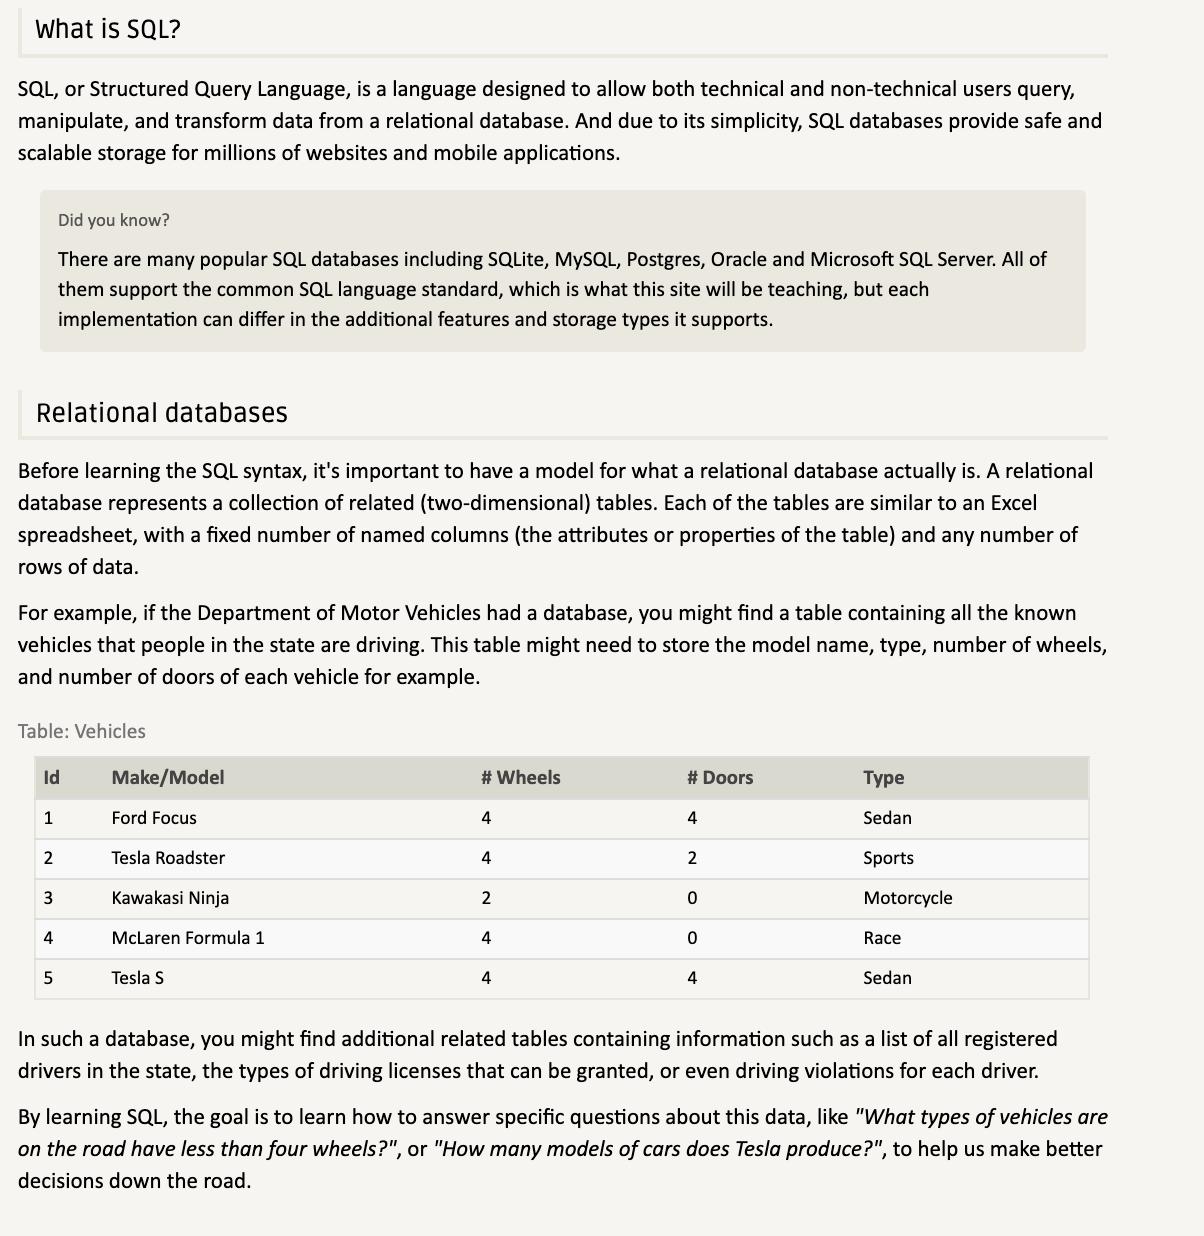 What is SQL?
SQL, or Structured Query Language, is a language designed to allow both technical and non-technical users query,
manipulate, and transform data from a relational database. And due to its simplicity, SQL databases provide safe and
scalable storage for millions of websites and mobile applications.
Did you know?
There are many popular SQL databases including SQLite, MySQL, Postgres, Oracle and Microsoft SQL Server. All of
them support the common SQL language standard, which is what this site will be teaching, but each
implementation can differ in the additional features and storage types it supports.
Relational databases
Before learning the SQL syntax, it's important to have a model for what a relational database actually is. A relational
database represents a collection of related (two-dimensional) tables. Each of the tables are similar to an Excel
spreadsheet, with a fixed number of named columns (the attributes or properties of the table) and any number of
rows of data.
For example, if the Department of Motor Vehicles had a database, you might find a table containing all the known
vehicles that people in the state are driving. This table might need to store the model name, type, number of wheels,
and number of doors of each vehicle for example.
Table: Vehicles
Id Make/Model # Wheels # Doors Type
1 Ford Focus 4 4 Sedan
2 Tesla Roadster 4 2 Sports
3 Kawakasi Ninja 2 0 Motorcycle
4 McLaren Formula 1 4 0 Race
5 Tesla S 4 4 Sedan
In such a database, you might find additional related tables containing information such as a list of all registered
drivers in the state, the types of driving licenses that can be granted, or even driving violations for each driver.
By learning SQL, the goal is to learn how to answer specific questions about this data, like "What types of vehicles are
on the road have less than four wheels?", or "How many models of cars does Tesla produce?", to help us make better
decisions down the road.